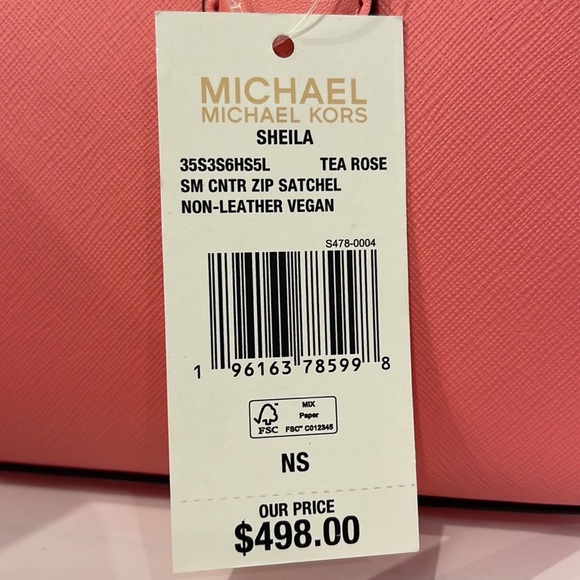 MICHAEL
MICHAEL KORS
SHEILA
35S3S6HS5L TEA ROSE
SM CNTR ZIP SATCHEL
NON-LEATHER VEGAN
S478-0004
1 96163 78599 8
FSC
MIX
Paper
FSC™ C012345
NS
OUR PRICE
$498.00